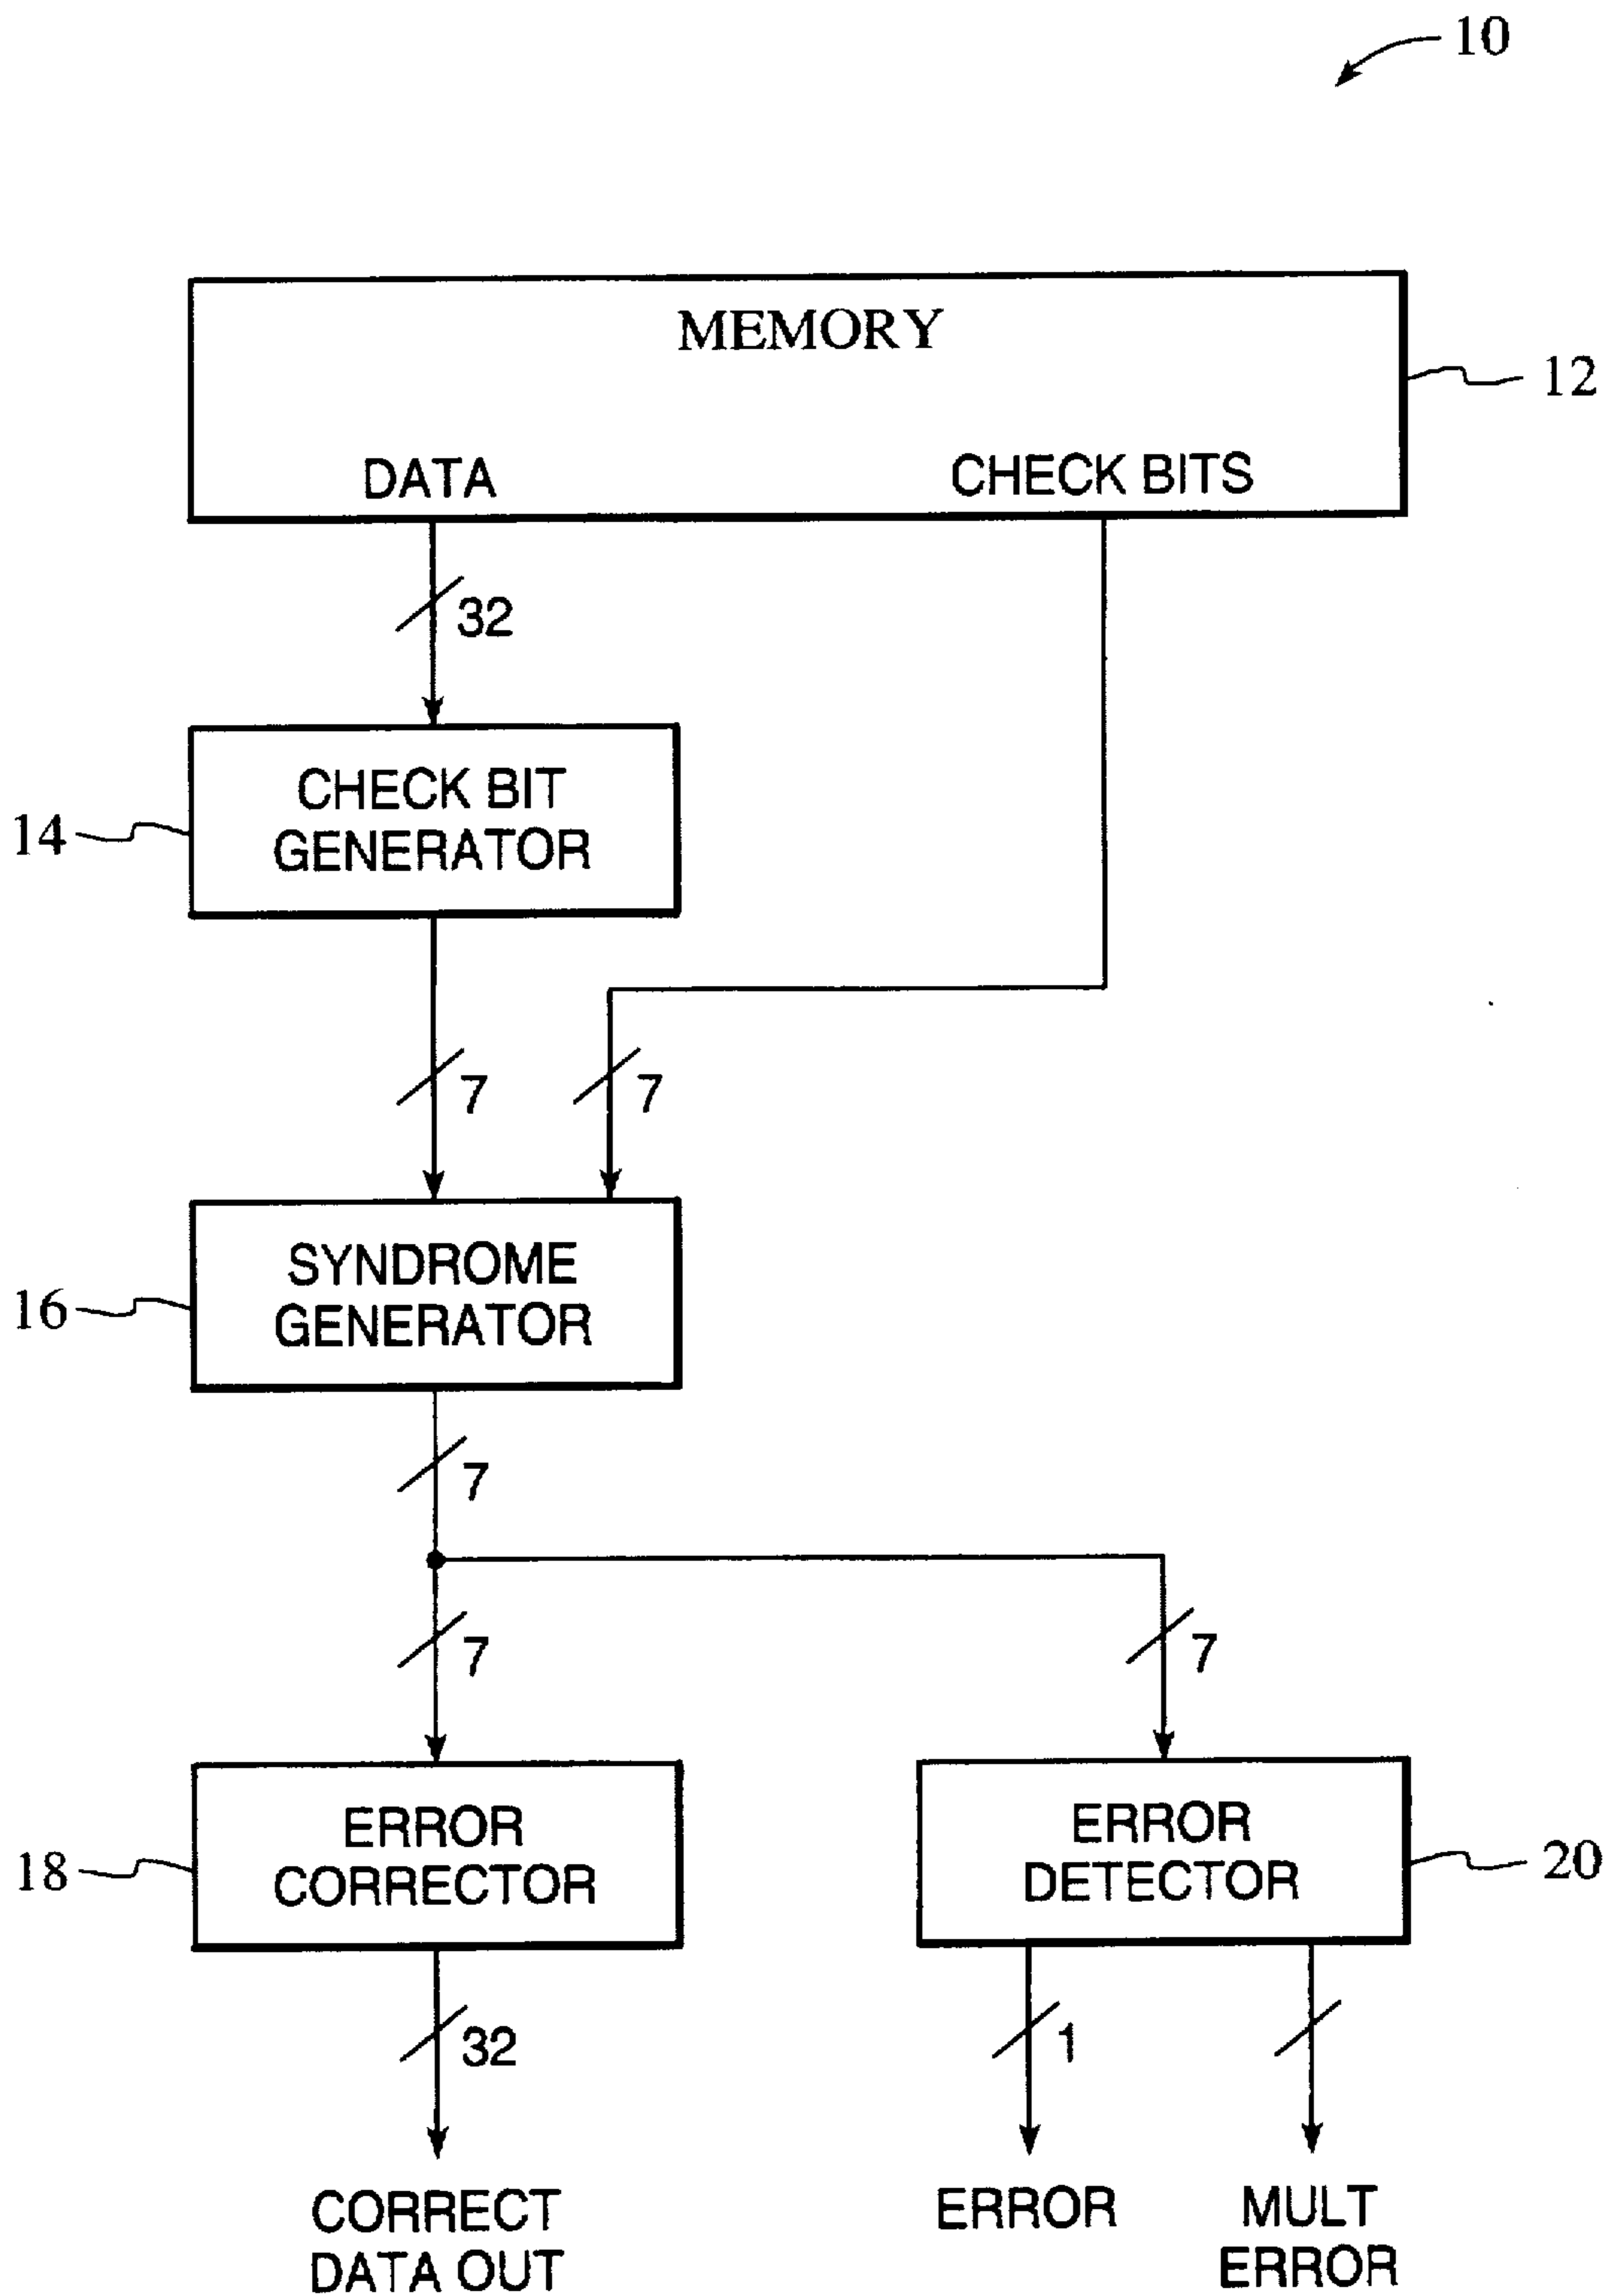 10
MEMORY
12
DATA
CHECK BITS
32
CHECK BIT
GENERATOR
14
7
7
SYNDROME
GENERATOR
16
7
7
7
ERROR
CORRECTOR
18
ERROR
DETECTOR
20
32
1
CORRECT
DATA OUT
ERROR
MULT
ERROR